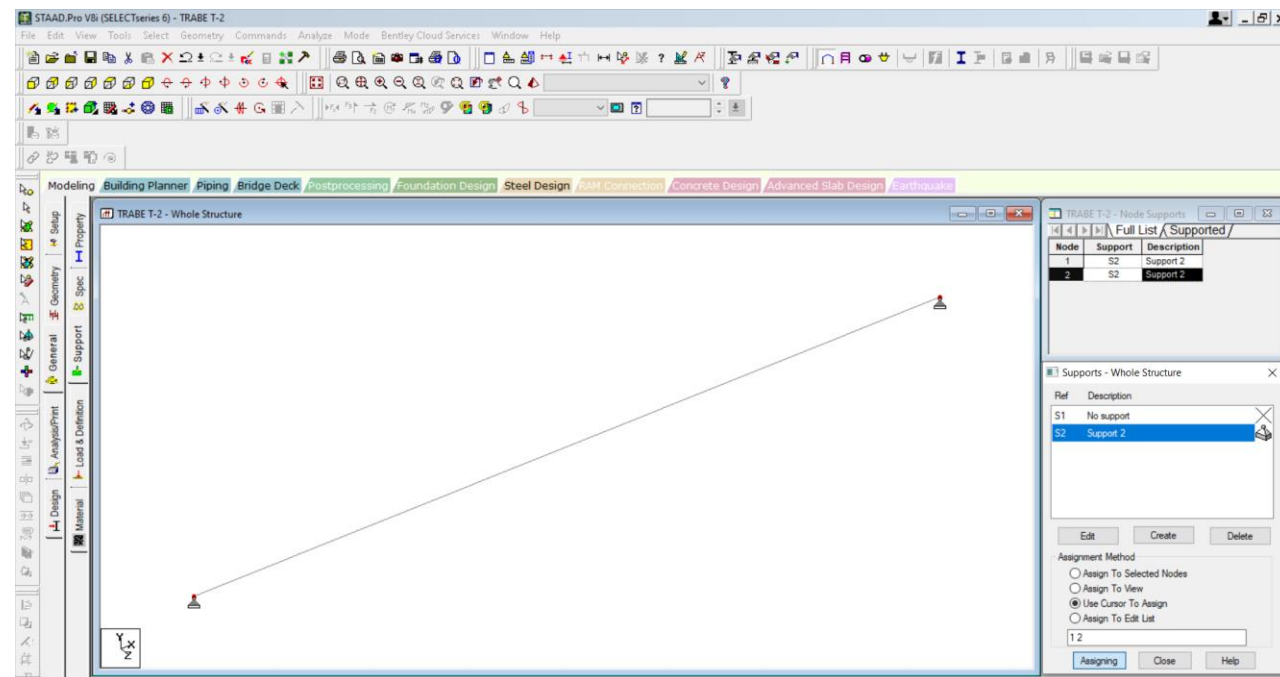 STAAD.Pro V8i (SELECTseries 6) - TRABE T-2
File Edit View Tools Select Geometry Commands Analyze Mode Bentley Cloud Services Window Help
Modeling Building Planner Piping Bridge Deck Postprocessing Foundation Design Steel Design RAM Connection Concrete Design Advanced Slab Design Earthquake
Setup
Geometry
General
Analysis/Print
Design
Property
Spec
Support
Load & Definition
Material
TRABE T-2 - Whole Structure
Y
X
Z
TRABE T-2 - Node Supports
Full List Supported
Node Support Description
1 S2 Support 2
2 S2 Support 2
Supports - Whole Structure
Ref Description
S1 No support
S2 Support 2
Edit Create Delete
Assignment Method
Assign To Selected Nodes
Assign To View
Use Cursor To Assign
Assign To Edit List
1 2
Assigning Close Help